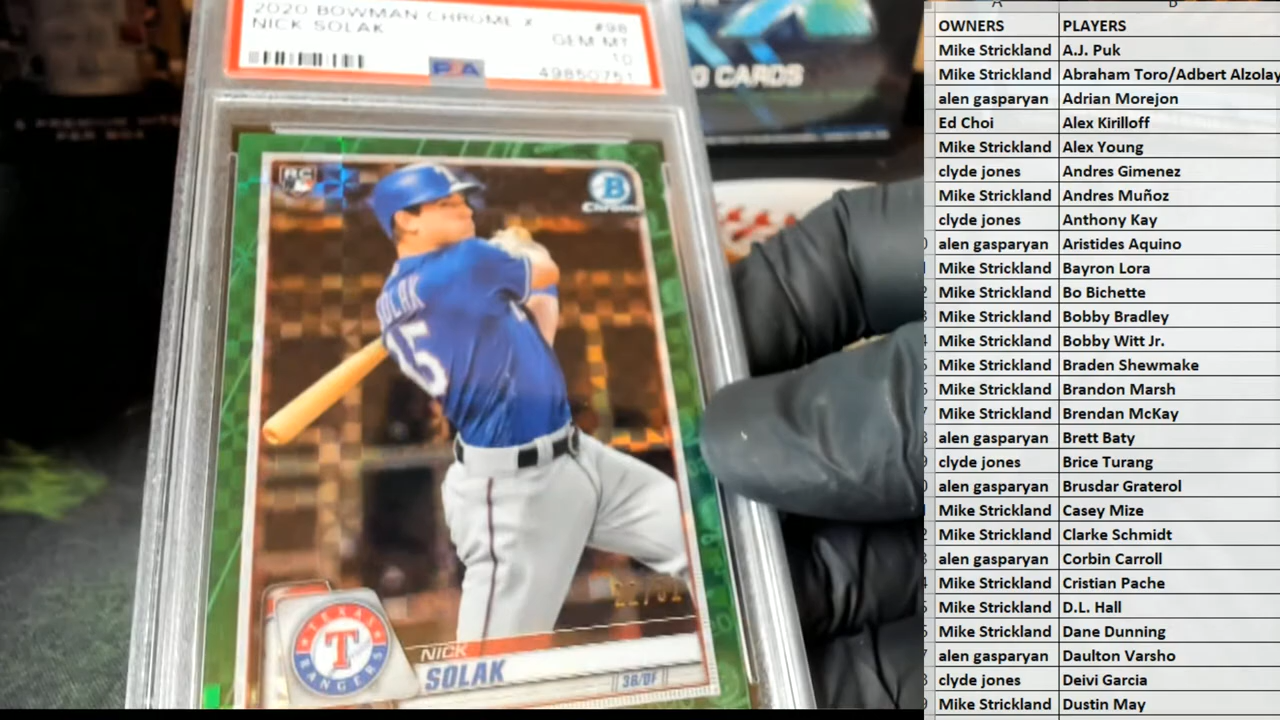 2020 BOWMAN CHROME X
NICK SOLAK
#98
GEM MT
10
PSA
49850751
CARDS
RC
B
Chrome
SOLAK
15
TEXAS
T
RANGERS
NICK
SOLAK
3B/OF
A
B
OWNERS PLAYERS
Mike Strickland A.J. Puk
Mike Strickland Abraham Toro/Adbert Alzolay
alen gasparyan Adrian Morejon
Ed Choi Alex Kirilloff
Mike Strickland Alex Young
clyde jones Andres Gimenez
Mike Strickland Andres Muñoz
clyde jones Anthony Kay
alen gasparyan Aristides Aquino
Mike Strickland Bayron Lora
Mike Strickland Bo Bichette
Mike Strickland Bobby Bradley
Mike Strickland Bobby Witt Jr.
Mike Strickland Braden Shewmake
Mike Strickland Brandon Marsh
Mike Strickland Brendan McKay
alen gasparyan Brett Baty
clyde jones Brice Turang
alen gasparyan Brusdar Graterol
Mike Strickland Casey Mize
Mike Strickland Clarke Schmidt
alen gasparyan Corbin Carroll
Mike Strickland Cristian Pache
Mike Strickland D.L. Hall
Mike Strickland Dane Dunning
alen gasparyan Daulton Varsho
clyde jones Deivi Garcia
Mike Strickland Dustin May